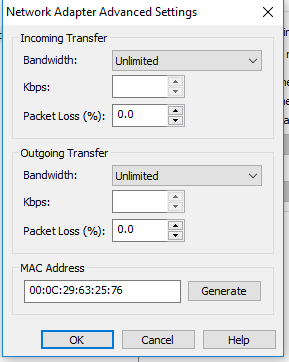 Network Adapter Advanced Settings
Incoming Transfer
Bandwidth: Unlimited
Kbps:
Packet Loss (%): 0.0
Outgoing Transfer
Bandwidth: Unlimited
Kbps:
Packet Loss (%): 0.0
MAC Address
00:0C:29:63:25:76 Generate
OK Cancel Help